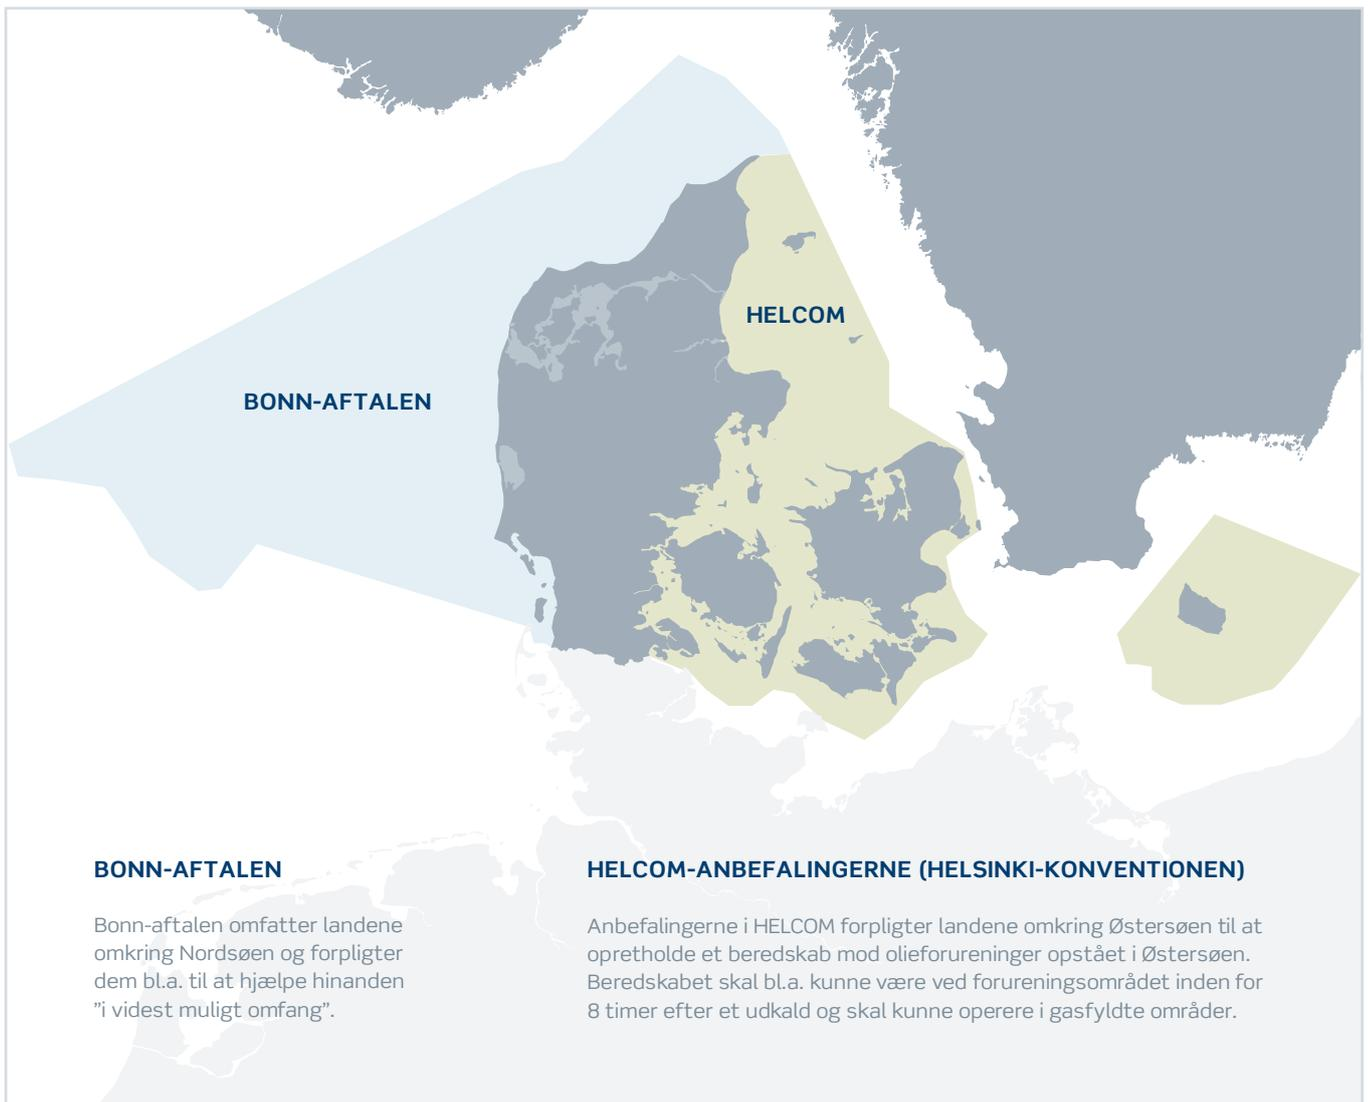 HELCOM
BONN-AFTALEN
BONN-AFTALEN
Bonn-aftalen omfatter landene
omkring Nordsøen og forpligter
dem bl.a. til at hjælpe hinanden
”i videst muligt omfang”.
HELCOM-ANBEFALINGERNE (HELSINKI-KONVENTIONEN)
Anbefalingerne i HELCOM forpligter landene omkring Østersøen til at
opretholde et beredskab mod olieforureninger opstået i Østersøen.
Beredskabet skal bl.a. kunne være ved forureningsområdet inden for
8 timer efter et udkald og skal kunne operere i gasfyldte områder.